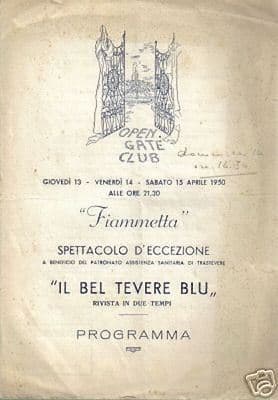 OPEN
GATE
CLUB
GIOVEDÌ 13 - VENERDÌ 14 - SABATO 15 APRILE 1950
ALLE ORE 21,30
"Fiammetta"
SPETTACOLO D'ECCEZIONE
A BENEFICIO DEL PATRONATO ASSISTENZA SANITARIA DI TRASTEVERE
"IL BEL TEVERE BLU„
RIVISTA IN DUE TEMPI
PROGRAMMA